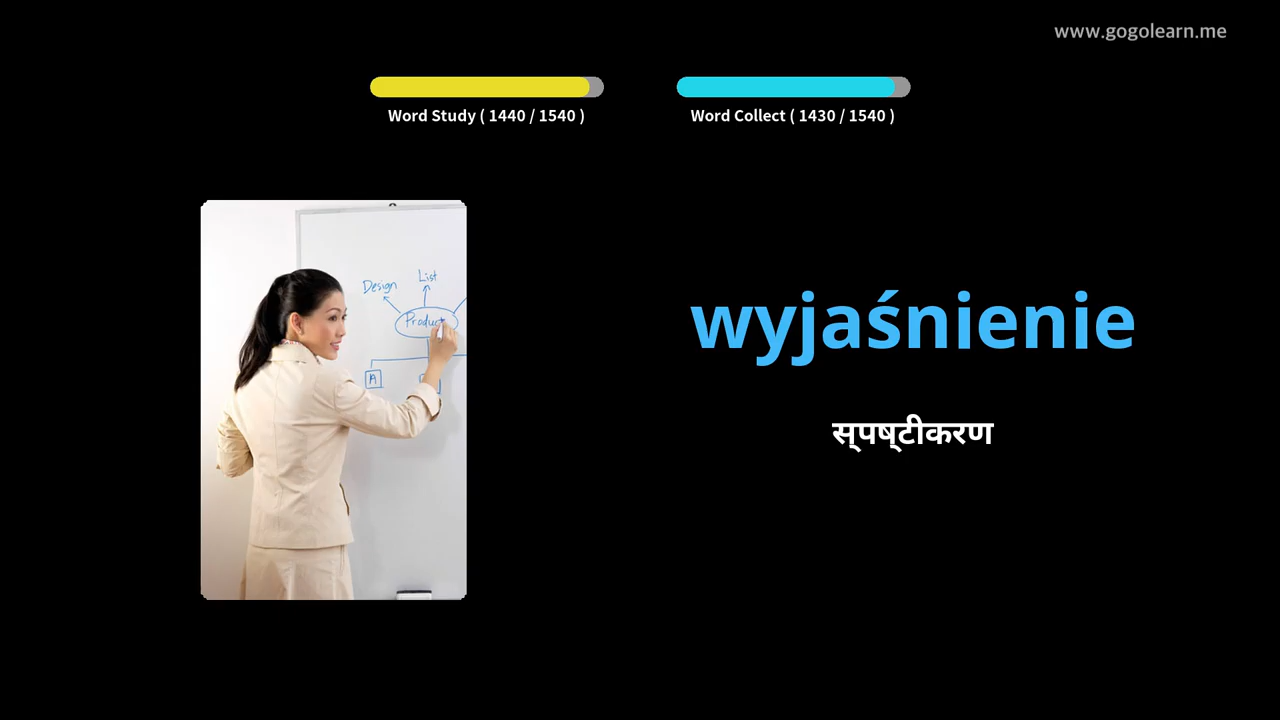 www.gogolearn.me
Word Study ( 1440 / 1540 )
Word Collect ( 1430 / 1540 )
List
Design
Product
A
wyjaśnienie
स्पष्टीकरण